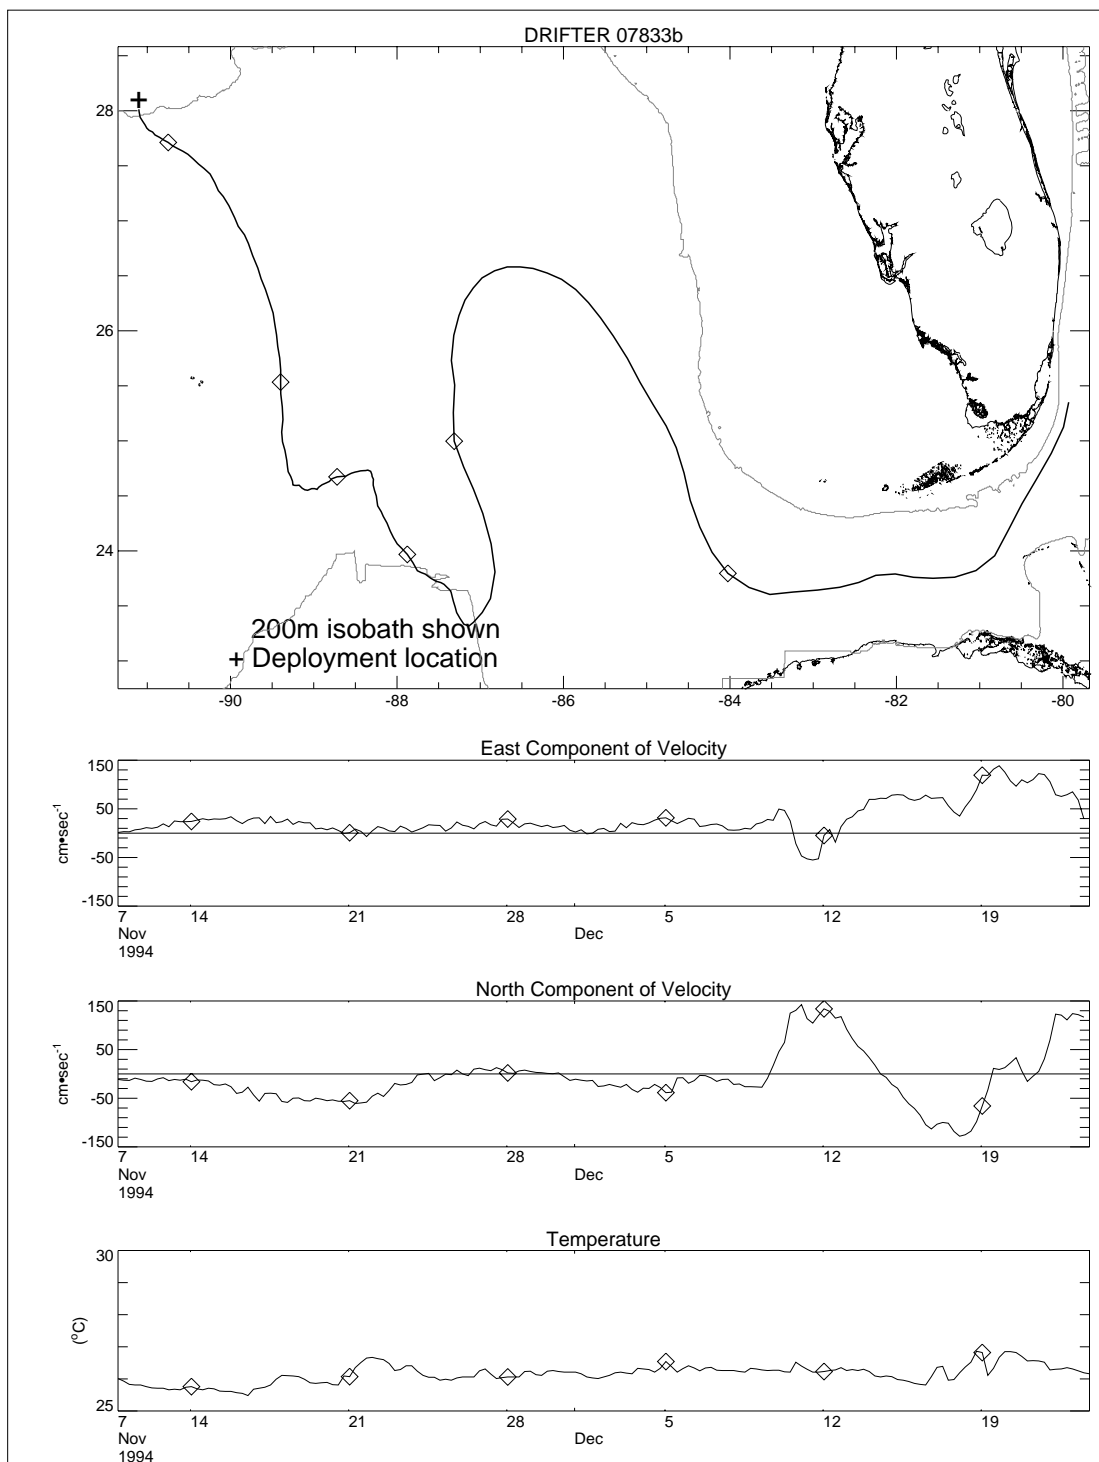 DRIFTER 07833b
28
26
24
200m isobath shown
+ Deployment location
-90 -88 -86 -84 -82 -80
East Component of Velocity
150
50
-50
-150
cm•sec-1
7 14 21 28 5 12 19
Nov Dec
1994
North Component of Velocity
150
50
-50
-150
cm•sec-1
7 14 21 28 5 12 19
Nov Dec
1994
Temperature
30
25
(°C)
7 14 21 28 5 12 19
Nov Dec
1994